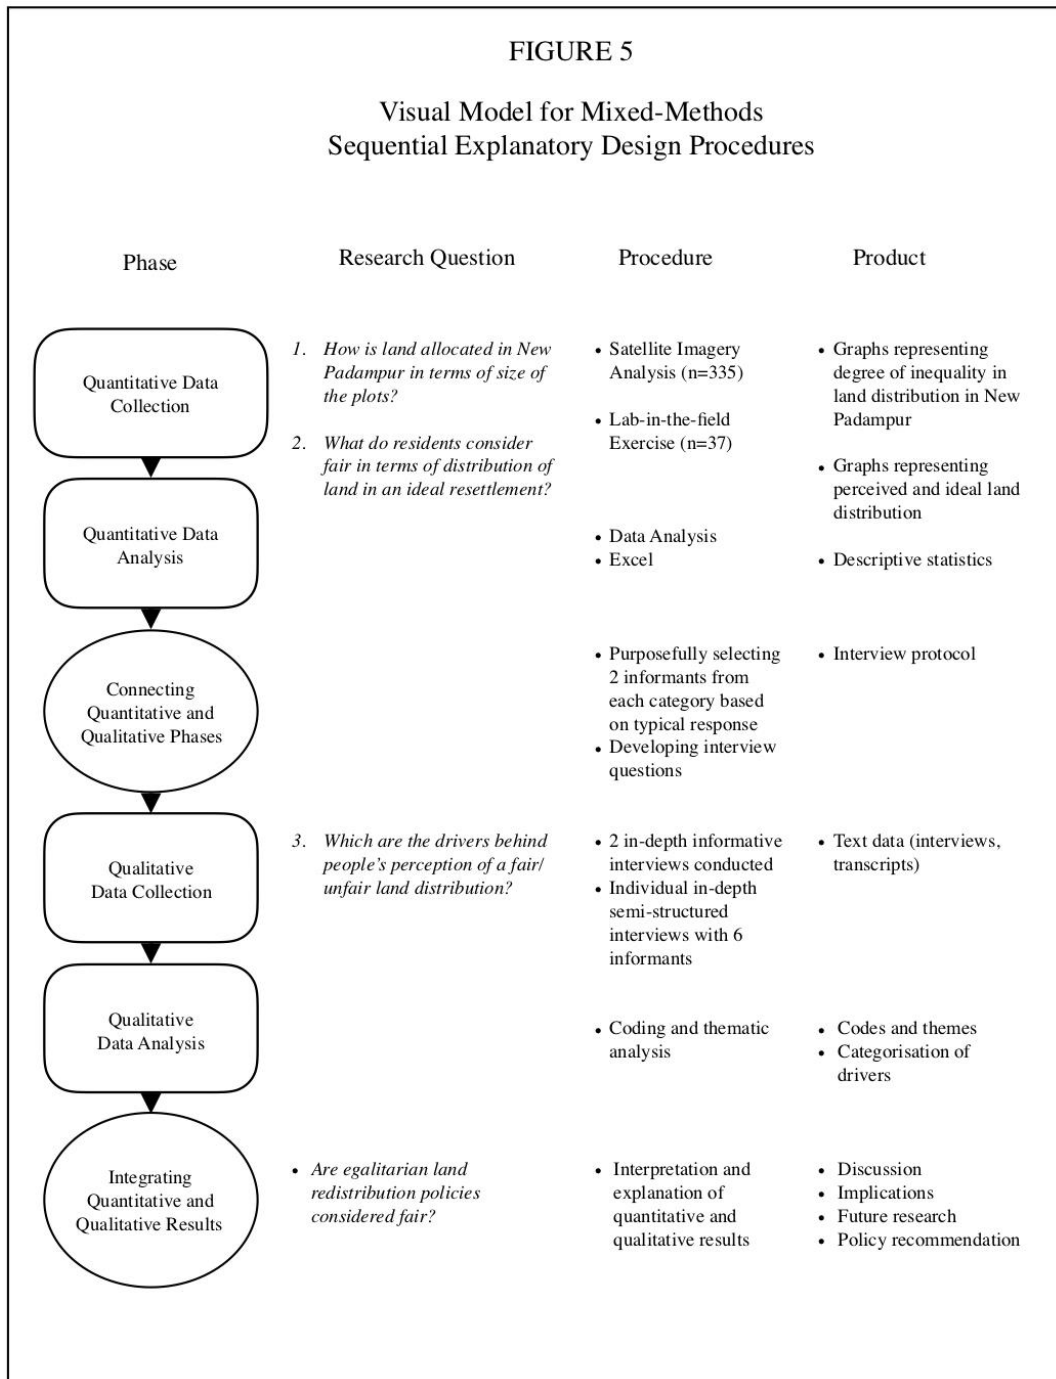 FIGURE 5
Visual Model for Mixed-Methods
Sequential Explanatory Design Procedures
Phase
Research Question
Procedure
Product
Quantitative Data
Collection
1. How is land allocated in New
Padampur in terms of size of
the plots?
2. What do residents consider
fair in terms of distribution of
land in an ideal resettlement?
• Satellite Imagery
Analysis (n=335)
• Lab-in-the-field
Exercise (n=37)
• Graphs representing
degree of inequality in
land distribution in New
Padampur
• Graphs representing
perceived and ideal land
distribution
Quantitative Data
Analysis
• Data Analysis
• Excel
• Descriptive statistics
Connecting
Quantitative and
Qualitative Phases
• Purposefully selecting
2 informants from
each category based
on typical response
• Developing interview
questions
• Interview protocol
Qualitative
Data Collection
3. Which are the drivers behind
people's perception of a fair/
unfair land distribution?
• 2 in-depth informative
interviews conducted
• Individual in-depth
semi-structured
interviews with 6
informants
• Text data (interviews,
transcripts)
Qualitative
Data Analysis
• Coding and thematic
analysis
• Codes and themes
• Categorisation of
drivers
Integrating
Quantitative and
Qualitative Results
• Are egalitarian land
redistribution policies
considered fair?
• Interpretation and
explanation of
quantitative and
qualitative results
• Discussion
• Implications
• Future research
• Policy recommendation